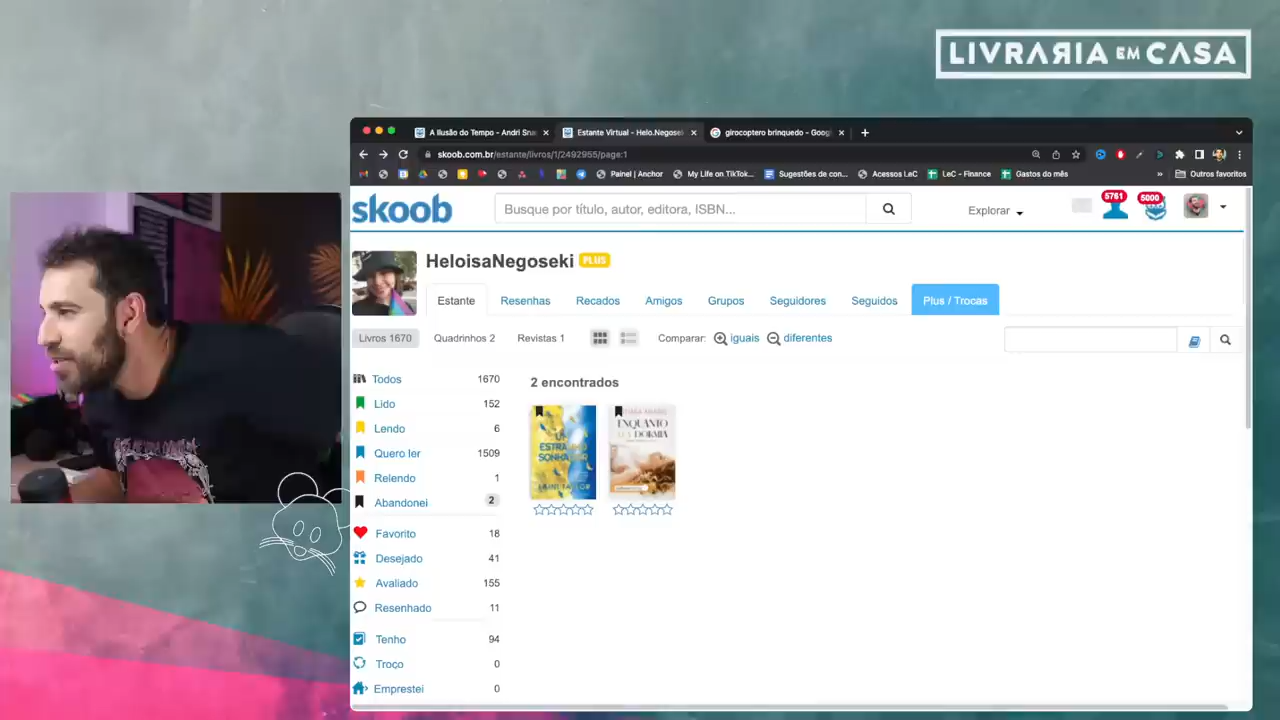 LIVRARIA EM CASA
A Ilusão do Tempo - Andri Sna
Estante Virtual - Helo.Negosel
girocoptero brinquedo - Goog
skoob.com.br/estante/livros/1/2492955/page:1
Painel | Anchor
My Life on TikTok...
Sugestões de con...
Acessos LeC
LeC - Finance
Gastos do mês
»
Outros favoritos
skoob
Busque por título, autor, editora, ISBN...
Explorar
5761
5000
HeloisaNegoseki PLUS
Estante Resenhas Recados Amigos Grupos Seguidores Seguidos Plus / Trocas
Livros 1670 Quadrinhos 2 Revistas 1 Comparar: iguais diferentes
Todos 1670
2 encontrados
Lido 152
Lendo 6
Quero ler 1509
Relendo 1
Abandonei 2
Favorito 18
Desejado 41
Avaliado 155
Resenhado 11
Tenho 94
Troco 0
Emprestei 0
ENQUANTO
DORMIA